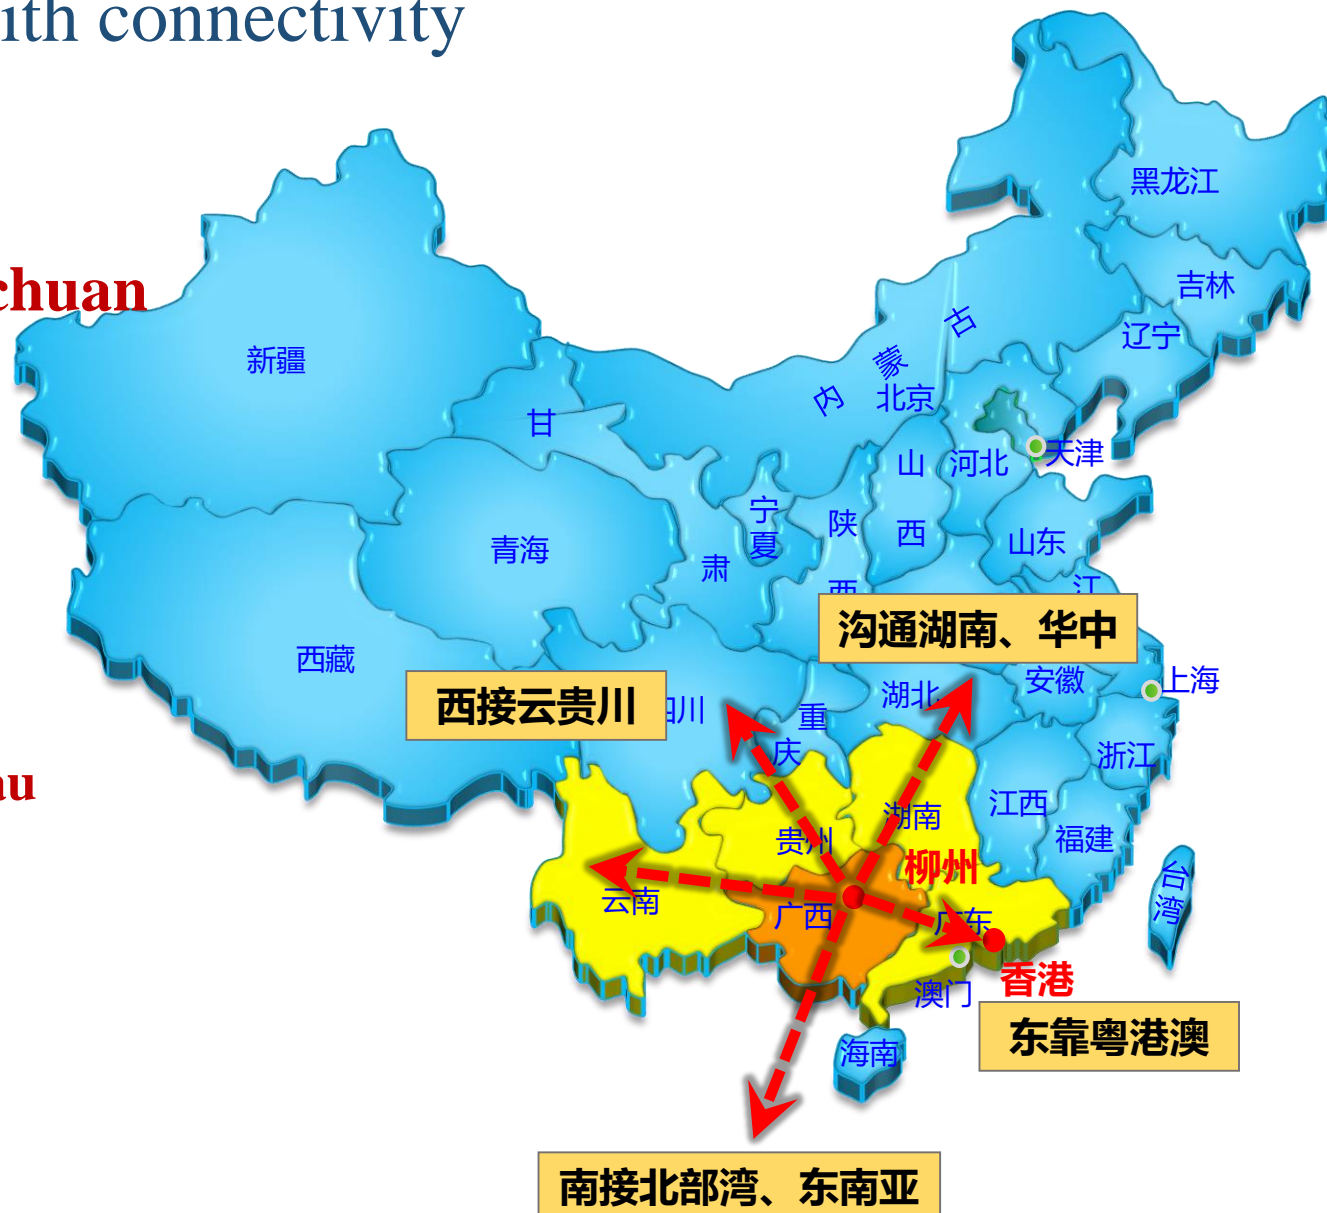 ith connectivity
黑龙江
chuan
吉林
辽宁
内蒙古
新疆
北京
甘肃
天津
河北
山西
宁夏
陕西
山东
青海
江
沟通湖南、华中
西藏
安徽
上海
湖北
西接云贵川
川
重庆
浙江
au
江西
湖南
福建
贵州
柳州
台湾
云南
广西
广东
香港
澳门
东靠粤港澳
海南
南接北部湾、东南亚